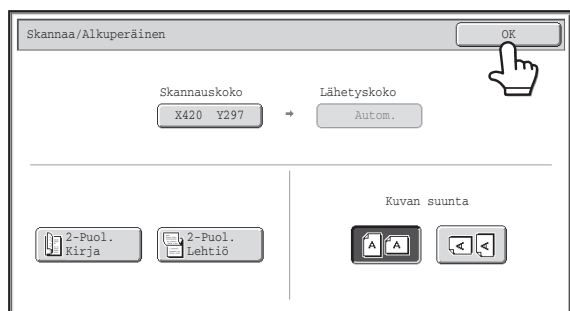 Skannaa/Alkuperäinen
OK
Skannauskoko
Lähetyskoko
X420 Y297
Autom.
Kuvan suunta
2-Puol.
Kirja
2-Puol.
Lehtiö
A A
A A